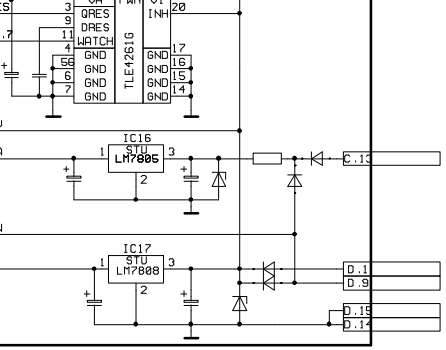 3 QRES INH 20
9 DRES
11 WATCH
.7
TLE4261G
4 GND GND 17
56 GND GND 16
6 GND GND 15
7 GND GND 14
+
IC16
1 STU 3
LM7805
C.13
+ +
2
IC17
1 STU 3
LM7808
D.1
D.9
+ +
2
D.15
D.14